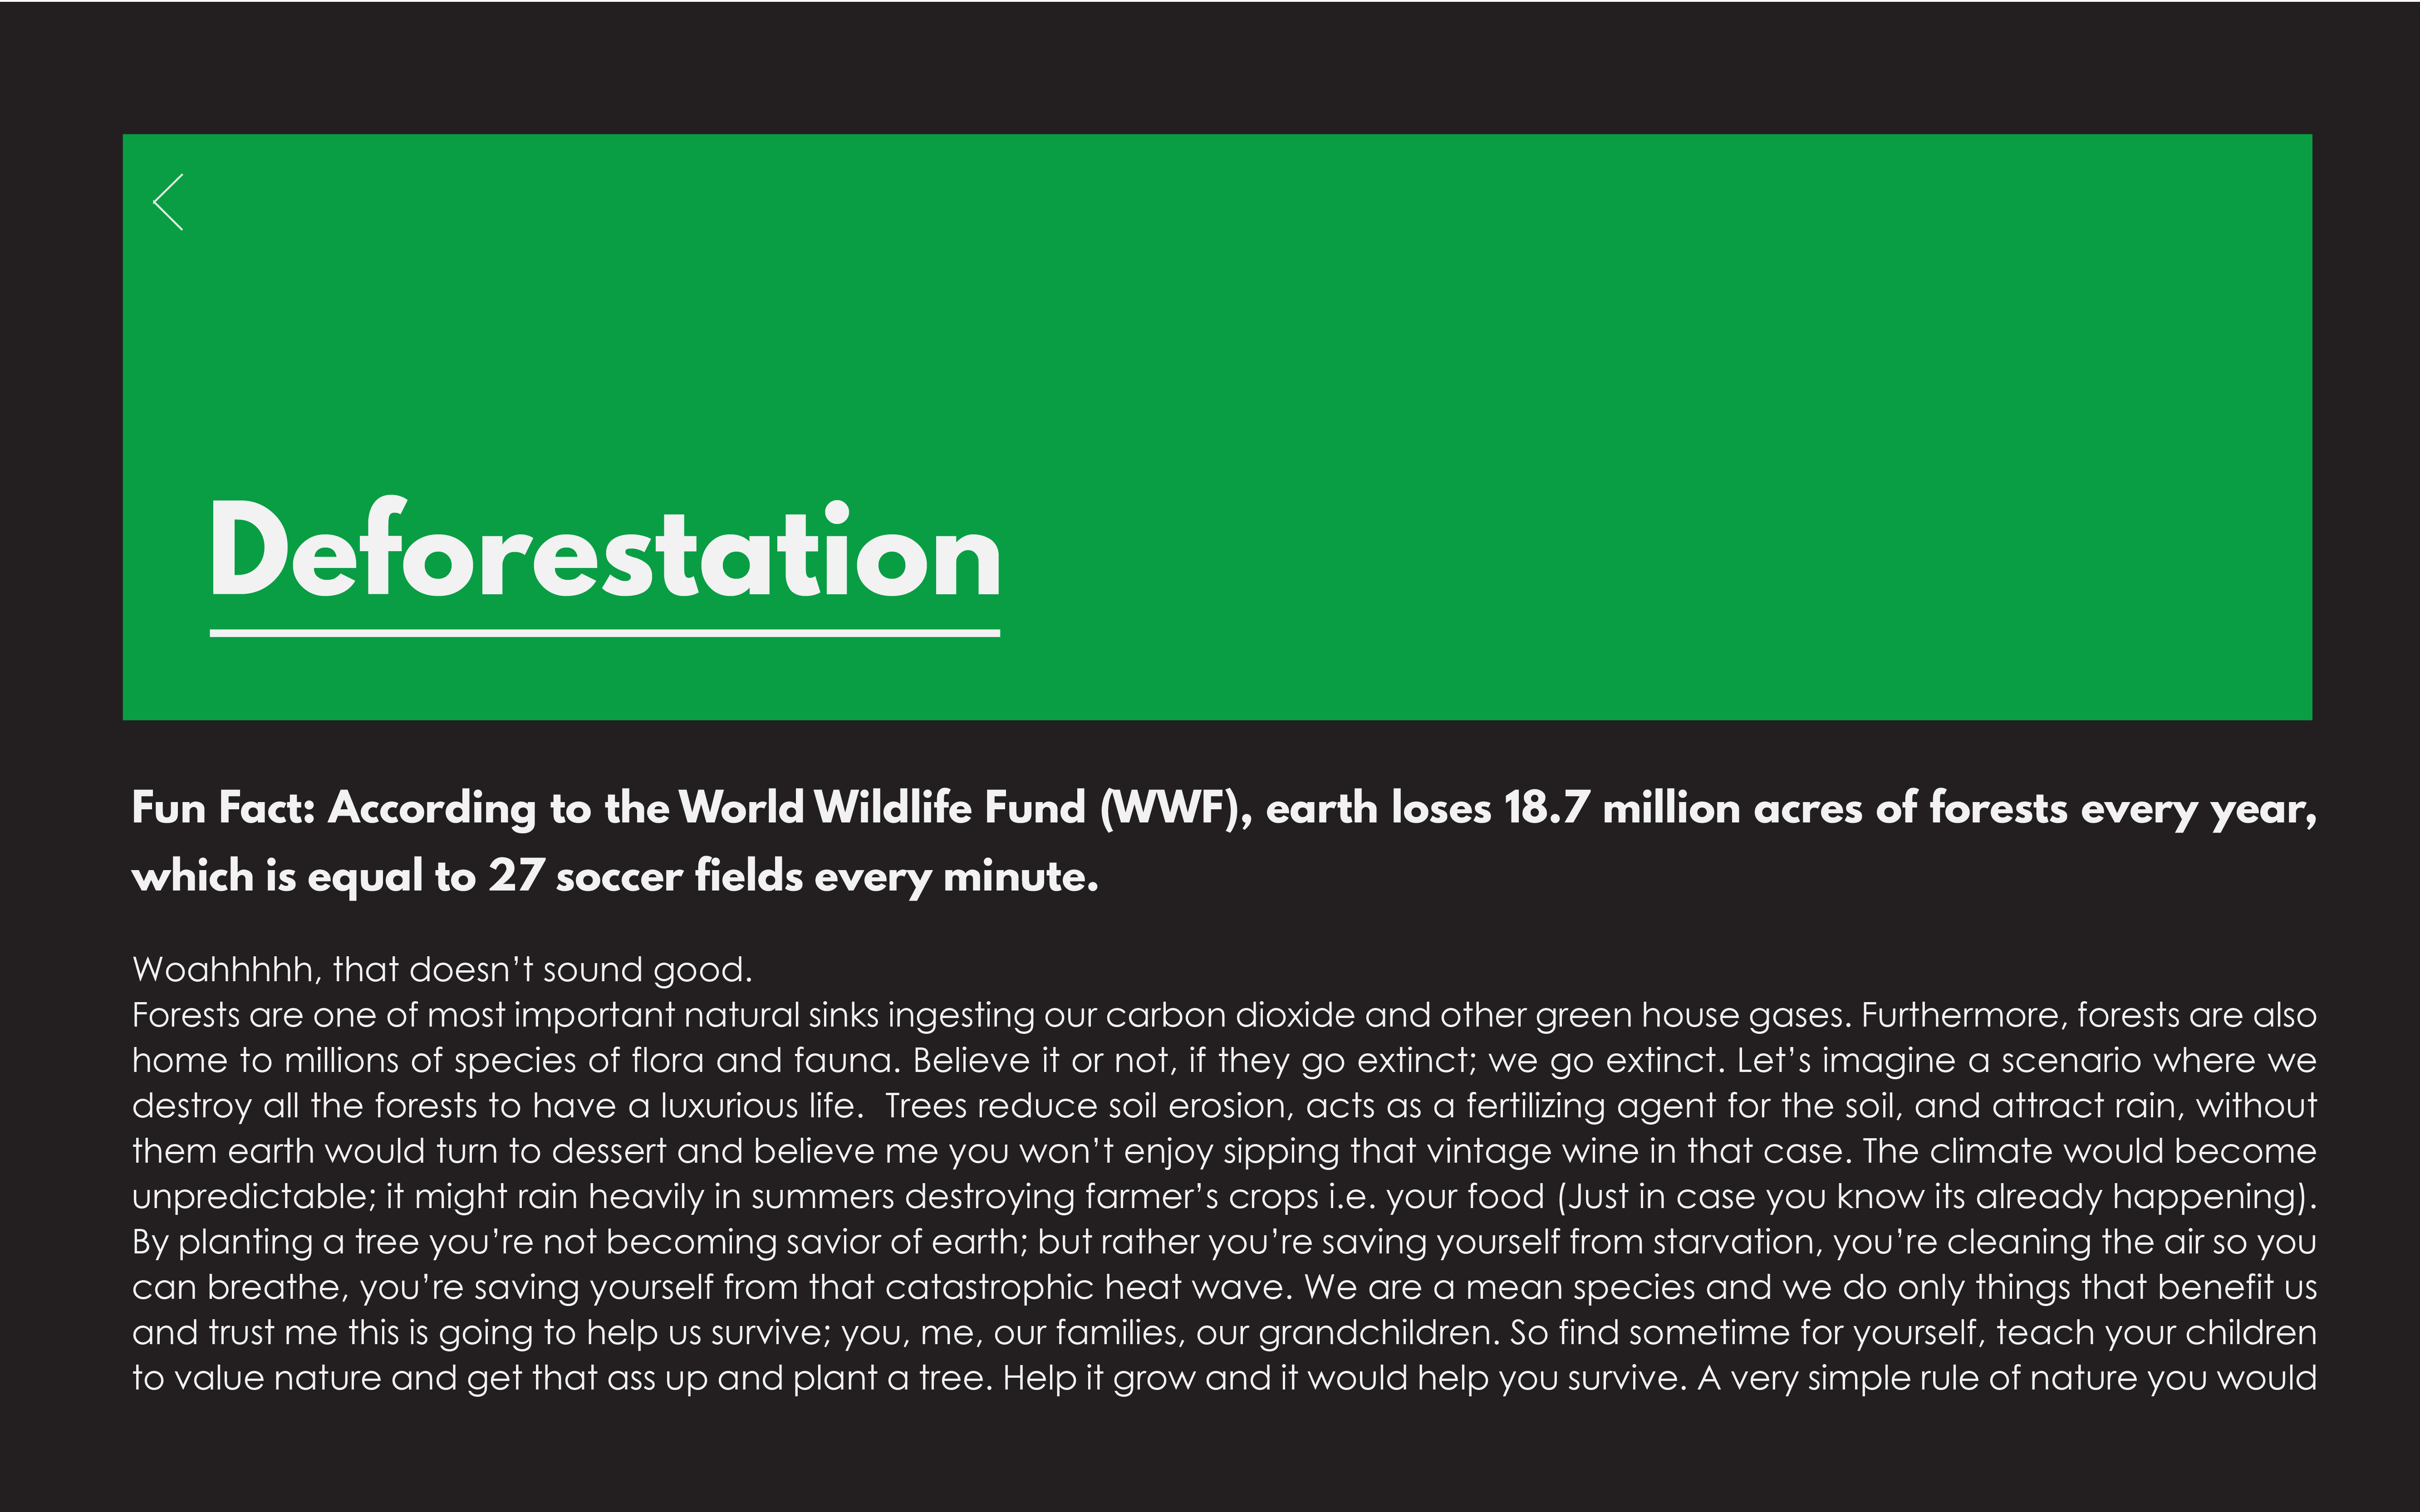 Deforestation
Fun Fact: According to the World Wildlife Fund (WWF), earth loses 18.7 million acres of forests every year,
which is equal to 27 soccer fields every minute.
Woahhhhh, that doesn’t sound good.
Forests are one of most important natural sinks ingesting our carbon dioxide and other green house gases. Furthermore, forests are also
home to millions of species of flora and fauna. Believe it or not, if they go extinct; we go extinct. Let’s imagine a scenario where we
destroy all the forests to have a luxurious life.  Trees reduce soil erosion, acts as a fertilizing agent for the soil, and attract rain, without
them earth would turn to dessert and believe me you won’t enjoy sipping that vintage wine in that case. The climate would become
unpredictable; it might rain heavily in summers destroying farmer’s crops i.e. your food (Just in case you know its already happening).
By planting a tree you’re not becoming savior of earth; but rather you’re saving yourself from starvation, you’re cleaning the air so you
can breathe, you’re saving yourself from that catastrophic heat wave. We are a mean species and we do only things that benefit us
and trust me this is going to help us survive; you, me, our families, our grandchildren. So find sometime for yourself, teach your children
to value nature and get that ass up and plant a tree. Help it grow and it would help you survive. A very simple rule of nature you would